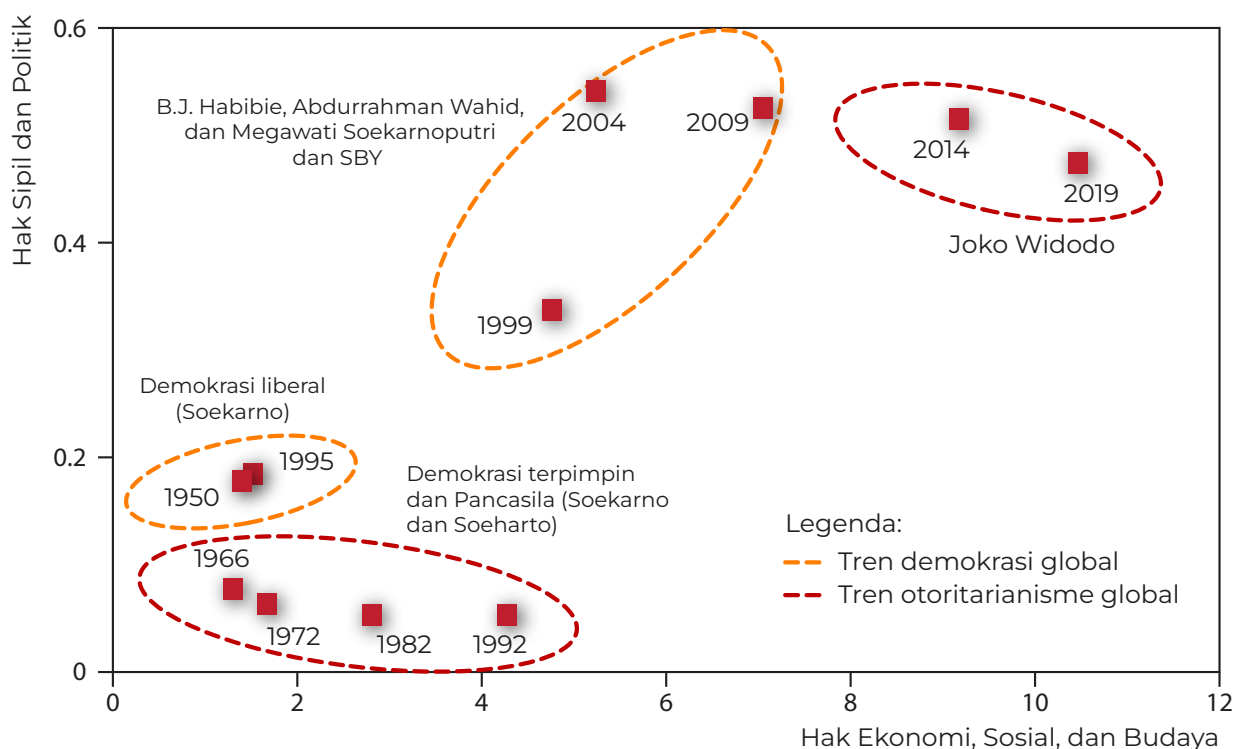 Hak Sipil dan Politik
0.6
0.4
0.2
0
B.J. Habibie, Abdurrahman Wahid,
dan Megawati Soekarnoputri
dan SBY
2004
2009
1999
2014
2019
Joko Widodo
Demokrasi liberal
(Soekarno)
1995
1950
Demokrasi terpimpin
dan Pancasila (Soekarno
dan Soeharto)
1966
1972
1982
1992
Legenda:
Tren demokrasi global
Tren otoritarianisme global
0
2
4
6
8
10
12
Hak Ekonomi, Sosial, dan Budaya